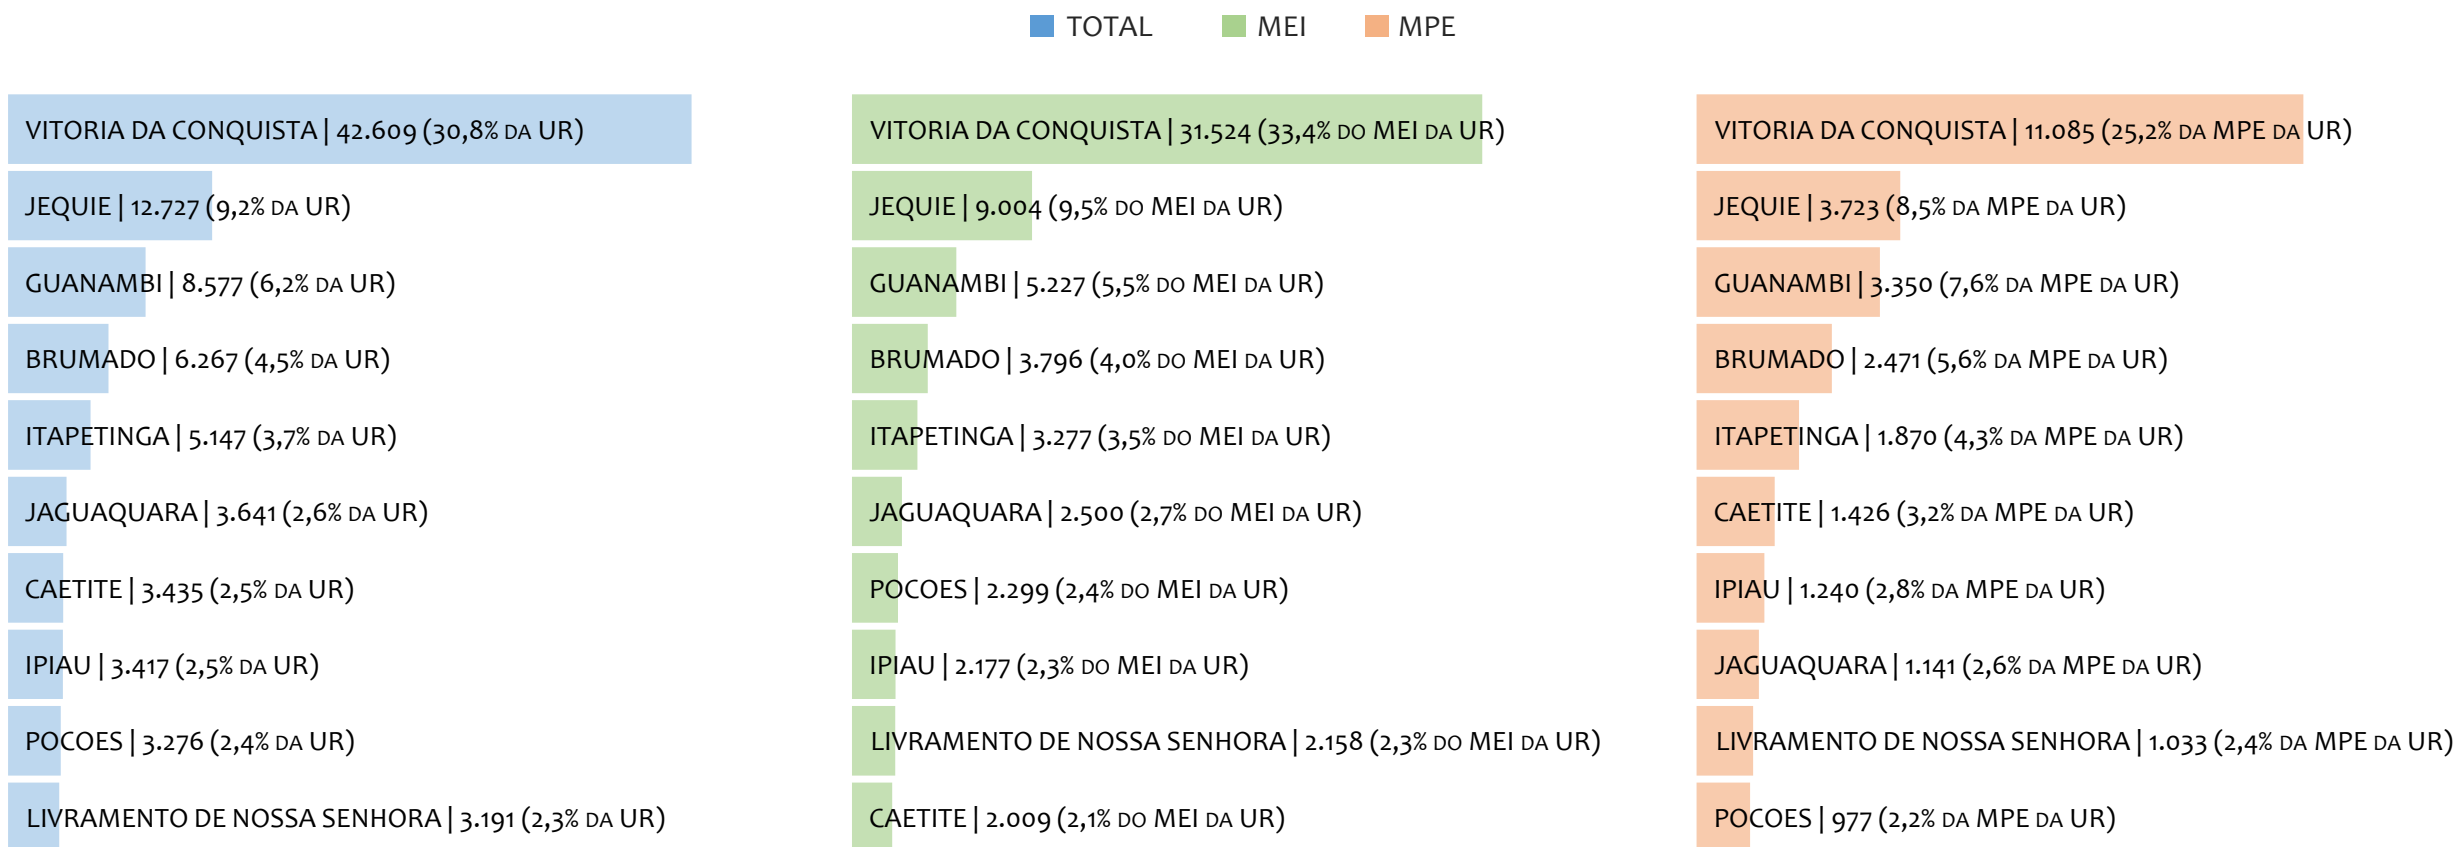 TOTAL MEI MPE
VITORIA DA CONQUISTA | 42.609 (30,8% DA UR)
JEQUIE | 12.727 (9,2% DA UR)
GUANAMBI | 8.577 (6,2% DA UR)
BRUMADO | 6.267 (4,5% DA UR)
ITAPETINGA | 5.147 (3,7% DA UR)
JAGUAQUARA | 3.641 (2,6% DA UR)
CAETITE | 3.435 (2,5% DA UR)
IPIAU | 3.417 (2,5% DA UR)
POCOES | 3.276 (2,4% DA UR)
LIVRAMENTO DE NOSSA SENHORA | 3.191 (2,3% DA UR)
VITORIA DA CONQUISTA | 31.524 (33,4% DO MEI DA UR)
JEQUIE | 9.004 (9,5% DO MEI DA UR)
GUANAMBI | 5.227 (5,5% DO MEI DA UR)
BRUMADO | 3.796 (4,0% DO MEI DA UR)
ITAPETINGA | 3.277 (3,5% DO MEI DA UR)
JAGUAQUARA | 2.500 (2,7% DO MEI DA UR)
POCOES | 2.299 (2,4% DO MEI DA UR)
IPIAU | 2.177 (2,3% DO MEI DA UR)
LIVRAMENTO DE NOSSA SENHORA | 2.158 (2,3% DO MEI DA UR)
CAETITE | 2.009 (2,1% DO MEI DA UR)
VITORIA DA CONQUISTA | 11.085 (25,2% DA MPE DA UR)
JEQUIE | 3.723 (8,5% DA MPE DA UR)
GUANAMBI | 3.350 (7,6% DA MPE DA UR)
BRUMADO | 2.471 (5,6% DA MPE DA UR)
ITAPETINGA | 1.870 (4,3% DA MPE DA UR)
CAETITE | 1.426 (3,2% DA MPE DA UR)
IPIAU | 1.240 (2,8% DA MPE DA UR)
JAGUAQUARA | 1.141 (2,6% DA MPE DA UR)
LIVRAMENTO DE NOSSA SENHORA | 1.033 (2,4% DA MPE DA UR)
POCOES | 977 (2,2% DA MPE DA UR)